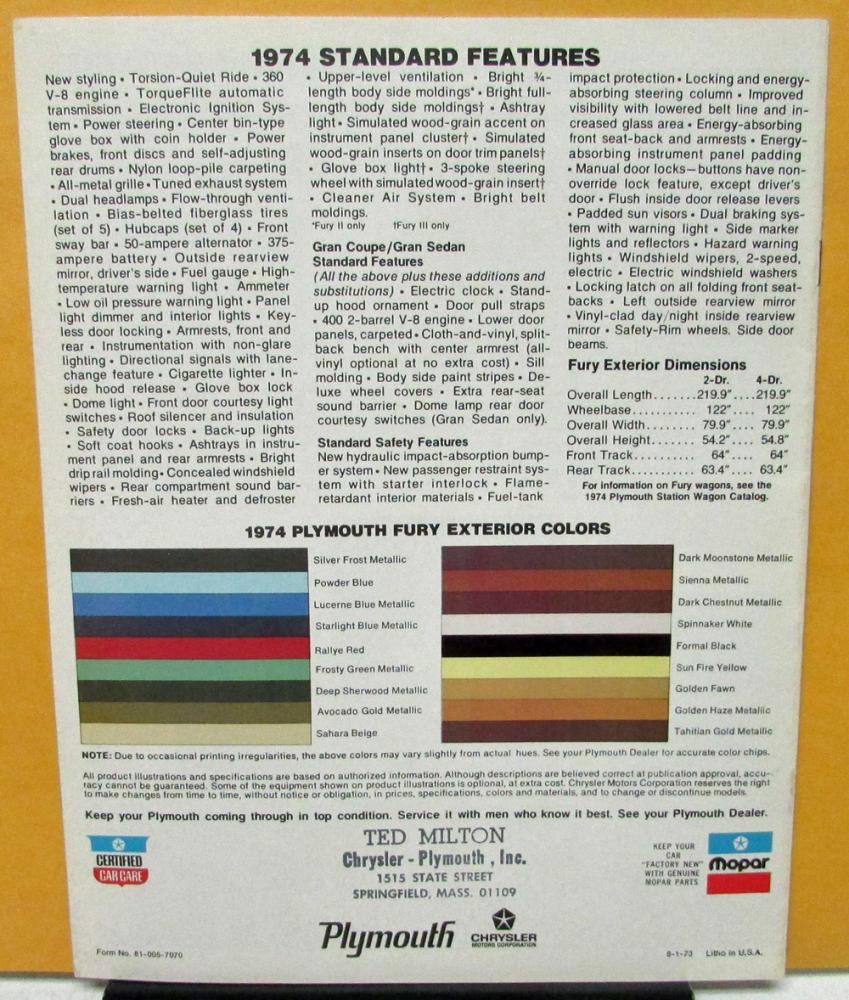 1974 STANDARD FEATURES
New styling • Torsion-Quiet Ride • 360
V-8 engine • TorqueFlite automatic
transmission • Electronic Ignition Sys-
tem • Power steering • Center bin-type
glove box with coin holder • Power
brakes, front discs and self-adjusting
rear drums • Nylon loop-pile carpeting
• All-metal grille • Tuned exhaust system
• Dual headlamps • Flow-through venti-
lation • Bias-belted fiberglass tires
(set of 5) • Hubcaps (set of 4) • Front
sway bar • 50-ampere alternator • 375-
ampere battery • Outside rearview
mirror, driver's side • Fuel gauge • High-
temperature warning light • Ammeter
• Low oil pressure warning light • Panel
light dimmer and interior lights • Key-
less door locking • Armrests, front and
rear • Instrumentation with non-glare
lighting • Directional signals with lane-
change feature • Cigarette lighter • In-
side hood release • Glove box lock
• Dome light • Front door courtesy light
switches • Roof silencer and insulation
• Safety door locks • Back-up lights
• Soft coat hooks • Ashtrays in instru-
ment panel and rear armrests • Bright
drip rail molding • Concealed windshield
wipers • Rear compartment sound bar-
riers • Fresh-air heater and defroster
• Upper-level ventilation • Bright ¾-
length body side moldings* • Bright full-
length body side moldings† • Ashtray
light • Simulated wood-grain accent on
instrument panel cluster† • Simulated
wood-grain inserts on door trim panels†
• Glove box light† • 3-spoke steering
wheel with simulated wood-grain insert†
• Cleaner Air System • Bright belt
moldings.
*Fury II only †Fury III only
Gran Coupe/Gran Sedan
Standard Features
(All the above plus these additions and
substitutions) • Electric clock • Stand-
up hood ornament • Door pull straps
• 400 2-barrel V-8 engine • Lower door
panels, carpeted • Cloth-and-vinyl, split-
back bench with center armrest (all-
vinyl optional at no extra cost) • Sill
molding • Body side paint stripes • De-
luxe wheel covers • Extra rear-seat
sound barrier • Dome lamp rear door
courtesy switches (Gran Sedan only).
Standard Safety Features
New hydraulic impact-absorption bump-
er system • New passenger restraint sys-
tem with starter interlock • Flame-
retardant interior materials • Fuel-tank
impact protection • Locking and energy-
absorbing steering column • Improved
visibility with lowered belt line and in-
creased glass area • Energy-absorbing
front seat-back and armrests • Energy-
absorbing instrument panel padding
• Manual door locks—buttons have non-
override lock feature, except driver's
door • Flush inside door release levers
• Padded sun visors • Dual braking sys-
tem with warning light • Side marker
lights and reflectors • Hazard warning
lights • Windshield wipers, 2-speed,
electric • Electric windshield washers
• Locking latch on all folding front seat-
backs • Left outside rearview mirror
• Vinyl-clad day/night inside rearview
mirror • Safety-Rim wheels. Side door
beams.
Fury Exterior Dimensions
2-Dr. 4-Dr.
Overall Length.......219.9"....219.9"
Wheelbase.......... 122".... 122"
Overall Width....... 79.9".... 79.9"
Overall Height...... 54.2".... 54.8"
Front Track......... 64".... 64"
Rear Track.......... 63.4".... 63.4"
For information on Fury wagons, see the
1974 Plymouth Station Wagon Catalog.
1974 PLYMOUTH FURY EXTERIOR COLORS
Silver Frost Metallic
Powder Blue
Lucerne Blue Metallic
Starlight Blue Metallic
Rallye Red
Frosty Green Metallic
Deep Sherwood Metallic
Avocado Gold Metallic
Sahara Beige
Dark Moonstone Metallic
Sienna Metallic
Dark Chestnut Metallic
Spinnaker White
Formal Black
Sun Fire Yellow
Golden Fawn
Golden Haze Metallic
Tahitian Gold Metallic
NOTE: Due to occasional printing irregularities, the above colors may vary slightly from actual hues. See your Plymouth Dealer for accurate color chips.
All product illustrations and specifications are based on authorized information. Although descriptions are believed correct at publication approval, accu-
racy cannot be guaranteed. Some of the equipment shown on product illustrations is optional, at extra cost. Chrysler Motors Corporation reserves the right
to make changes from time to time, without notice or obligation, in prices, specifications, colors and materials, and to change or discontinue models.
Keep your Plymouth coming through in top condition. Service it with men who know it best. See your Plymouth Dealer.
CERTIFIED
CAR CARE
TED MILTON
Chrysler - Plymouth , Inc.
1515 STATE STREET
SPRINGFIELD, MASS. 01109
KEEP YOUR
CAR
"FACTORY NEW"
WITH GENUINE
MOPAR PARTS
Mopar
Plymouth
CHRYSLER
MOTORS CORPORATION
Form No. 81-005-7070
8-1-73 Litho in U.S.A.